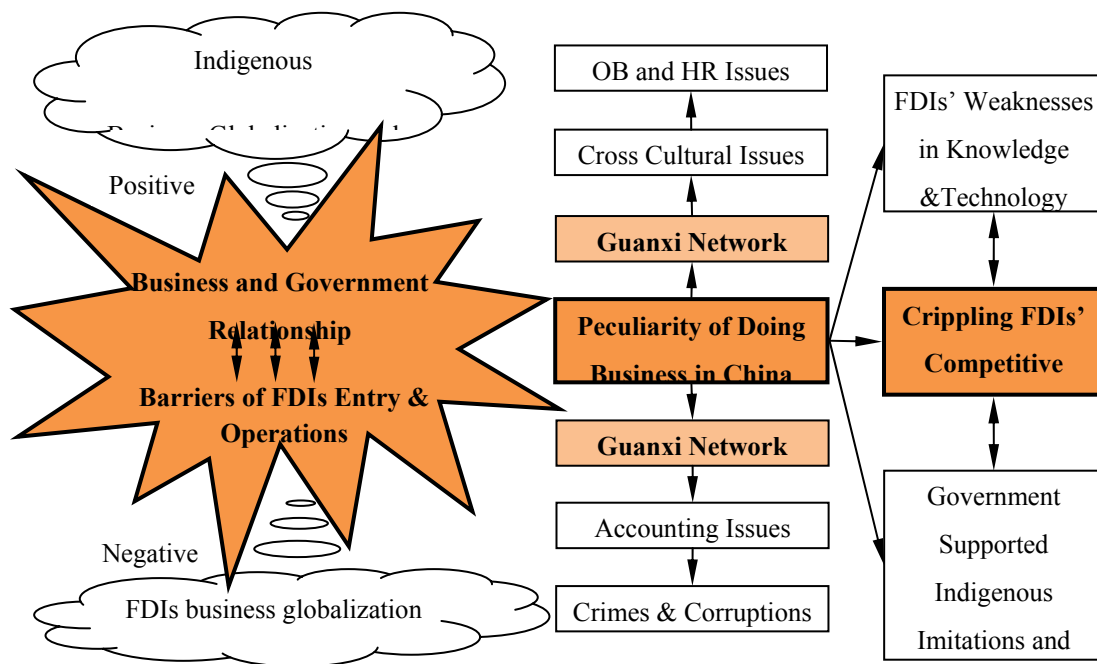 Indigenous
Positive
Business and Government
Relationship
Barriers of FDIs Entry &
Operations
Negative
FDIs business globalization
OB and HR Issues
Cross Cultural Issues
Guanxi Network
Peculiarity of Doing
Business in China
Guanxi Network
Accounting Issues
Crimes & Corruptions
FDIs’ Weaknesses
in Knowledge
&Technology
Crippling FDIs’
Competitive
Government
Supported
Indigenous
Imitations and